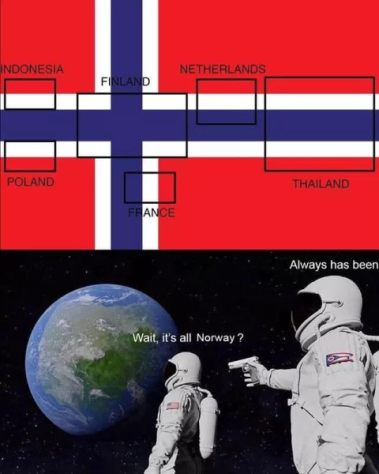 INDONESIA
NETHERLANDS
FINLAND
POLAND
THAILAND
FRANCE
Always has been
Wait, it's all Norway ?